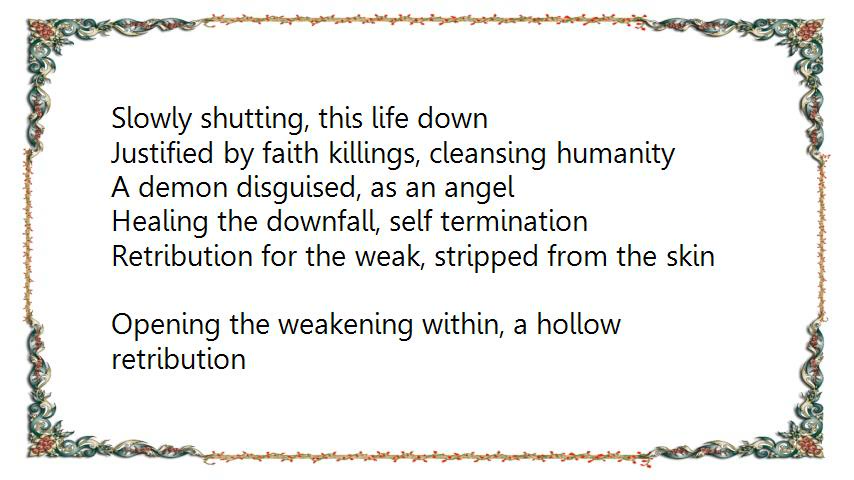 Slowly shutting, this life down
Justified by faith killings, cleansing humanity
A demon disguised, as an angel
Healing the downfall, self termination
Retribution for the weak, stripped from the skin
Opening the weakening within, a hollow
retribution